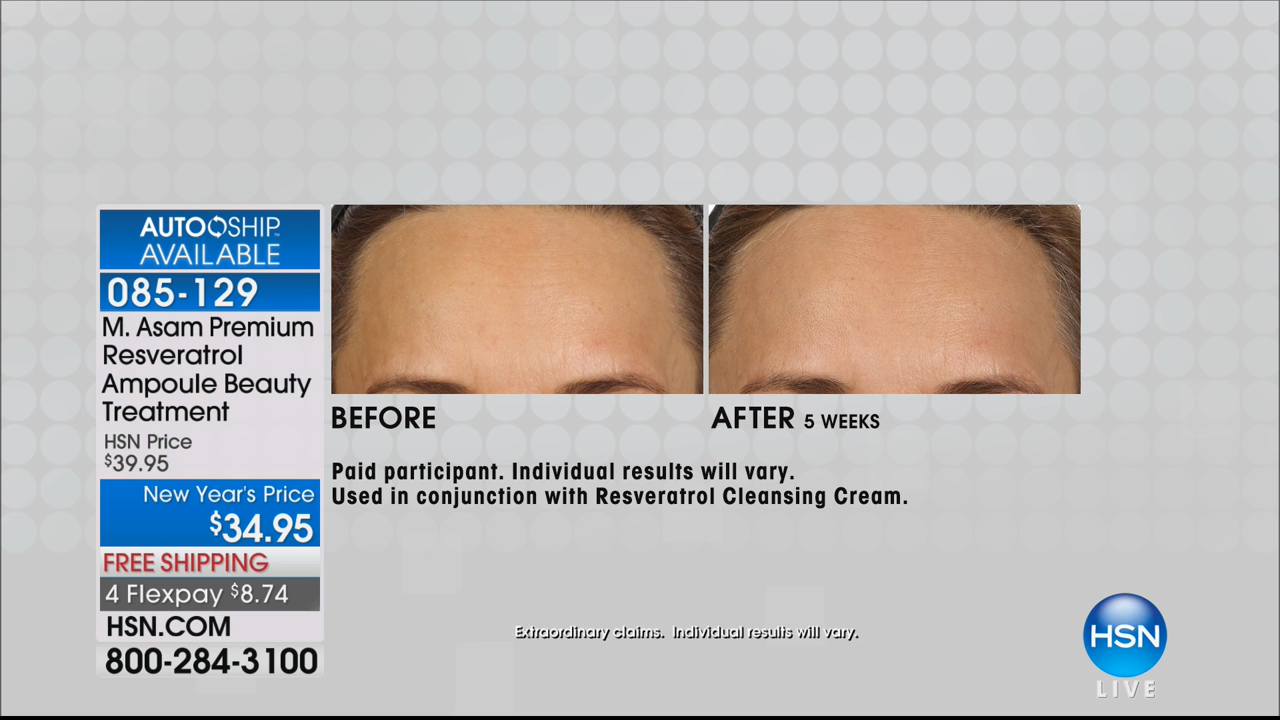 AUTOSHIP™
AVAILABLE
085-129
M. Asam Premium
Resveratrol
Ampoule Beauty
Treatment
HSN Price
$39.95
New Year's Price
$34.95
FREE SHIPPING
4 Flexpay $8.74
HSN.COM
800-284-3100
BEFORE
AFTER 5 WEEKS
Paid participant. Individual results will vary.
Used in conjunction with Resveratrol Cleansing Cream.
Extraordinary claims. Individual results will vary.
HSN
LIVE